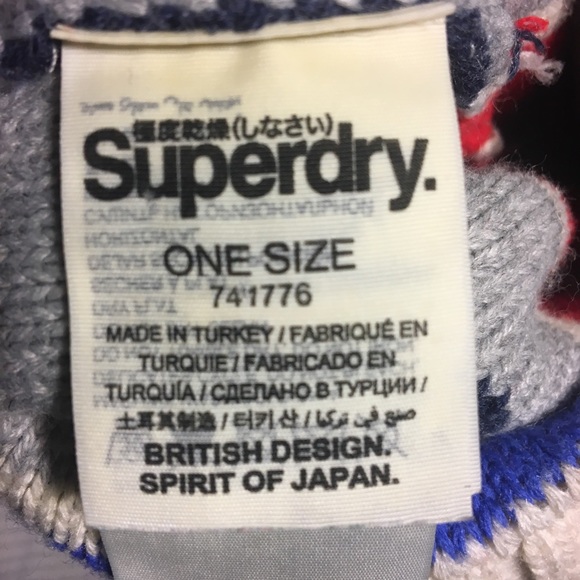 極度乾燥(しなさい)
Superdry.
ONE SIZE
741776
MADE IN TURKEY / FABRIQUÉ EN
TURQUIE / FABRICADO EN
TURQUÍA / СДЕЛАНО В ТУРЦИИ /
土耳其制造 / 터키 산 / صنع في تركيا /
BRITISH DESIGN.
SPIRIT OF JAPAN.